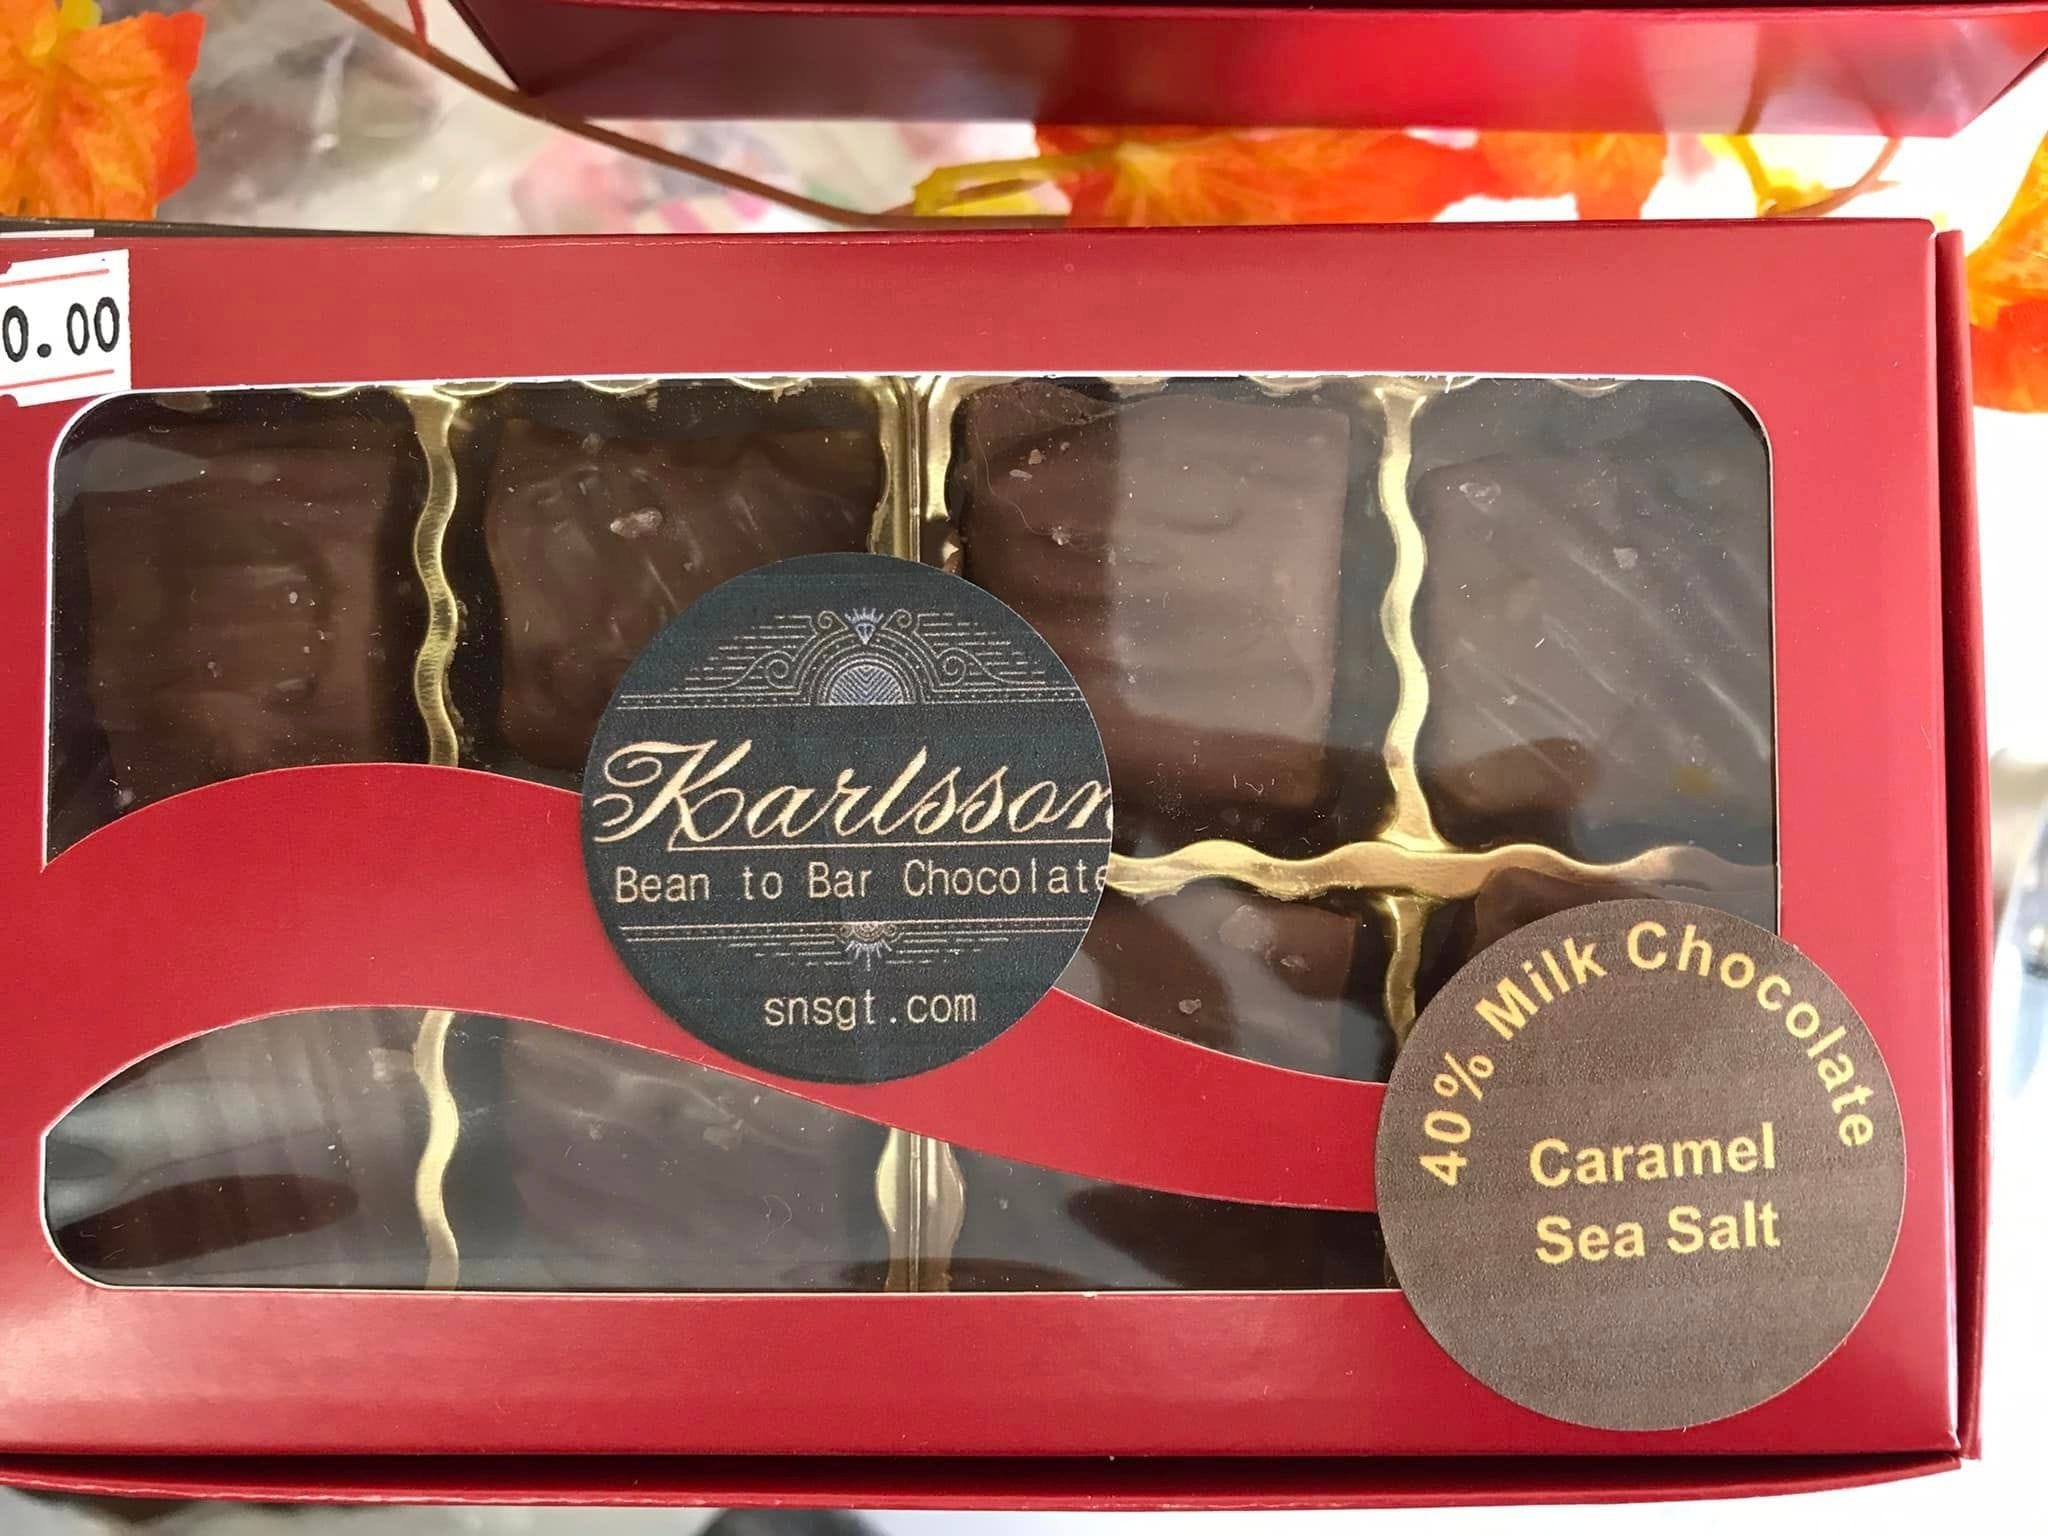 0.00
Karlsson
Bean to Bar Chocolate
snsgt.com
40% Milk Chocolate
Caramel
Sea Salt